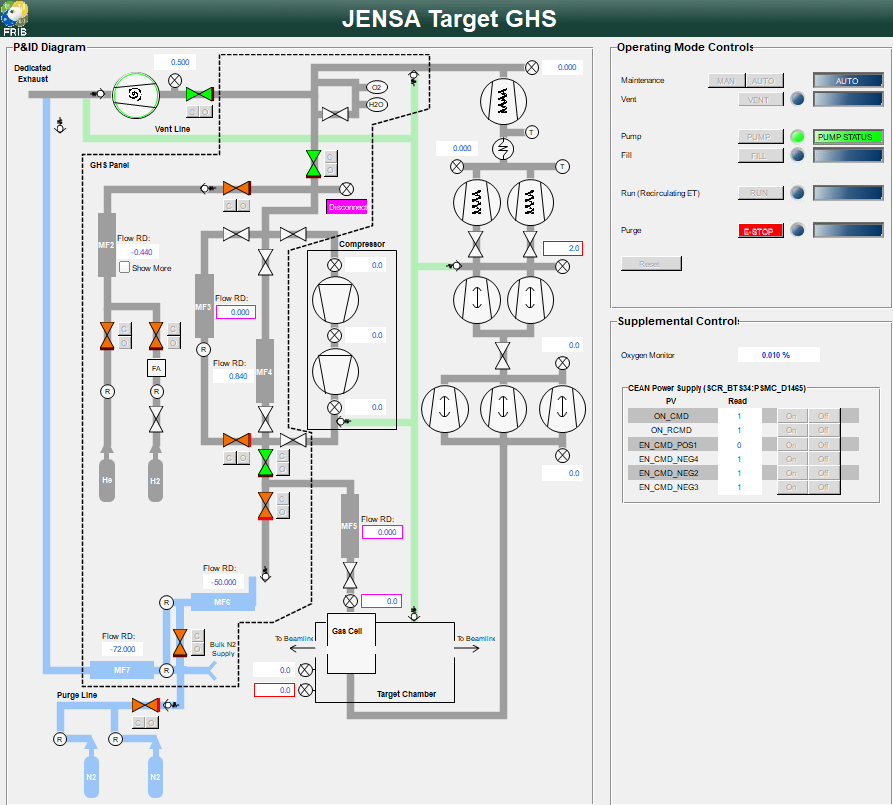 FRIB
JENSA Target GHS
P&ID Diagram
Dedicated
Exhaust
0.500
C
O
Vent Line
O2
H2O
0.000
T
0.000
T
GHS Panel
C
O
C
O
Disconnect
MF2
Flow RD:
-0.440
Show More
Compressor
0.0
2.0
MF3
Flow RD:
0.000
C
O
C
O
0.0
R
Flow RD:
0.840
MF4
0.0
FA
R
R
0.0
C
O
C
O
He
H2
C
O
0.0
MF5
Flow RD:
0.000
Flow RD:
-50.000
R
MF6
0.0
C
O
Bulk N2
Supply
Flow RD:
-72.000
MF7
R
To Beamline
Gas Cell
To Beamline
0.0
0.0
Target Chamber
Purge Line
C
O
R
R
N2
N2
Operating Mode Controls
Maintenance
MAN
AUTO
AUTO
Vent
VENT
Pump
PUMP
PUMP STATUS
Fill
FILL
Run (Recirculating ET)
RUN
Purge
E-STOP
Reset
Supplemental Controls
Oxygen Monitor
0.010 %
CEAN Power Supply ($CR_BTS34:PSMC_D1465)
PV Read
ON_CMD 1 On Off
ON_RCMD 1 On Off
EN_CMD_POS1 0 On Off
EN_CMD_NEG4 1 On Off
EN_CMD_NEG2 1 On Off
EN_CMD_NEG3 1 On Off